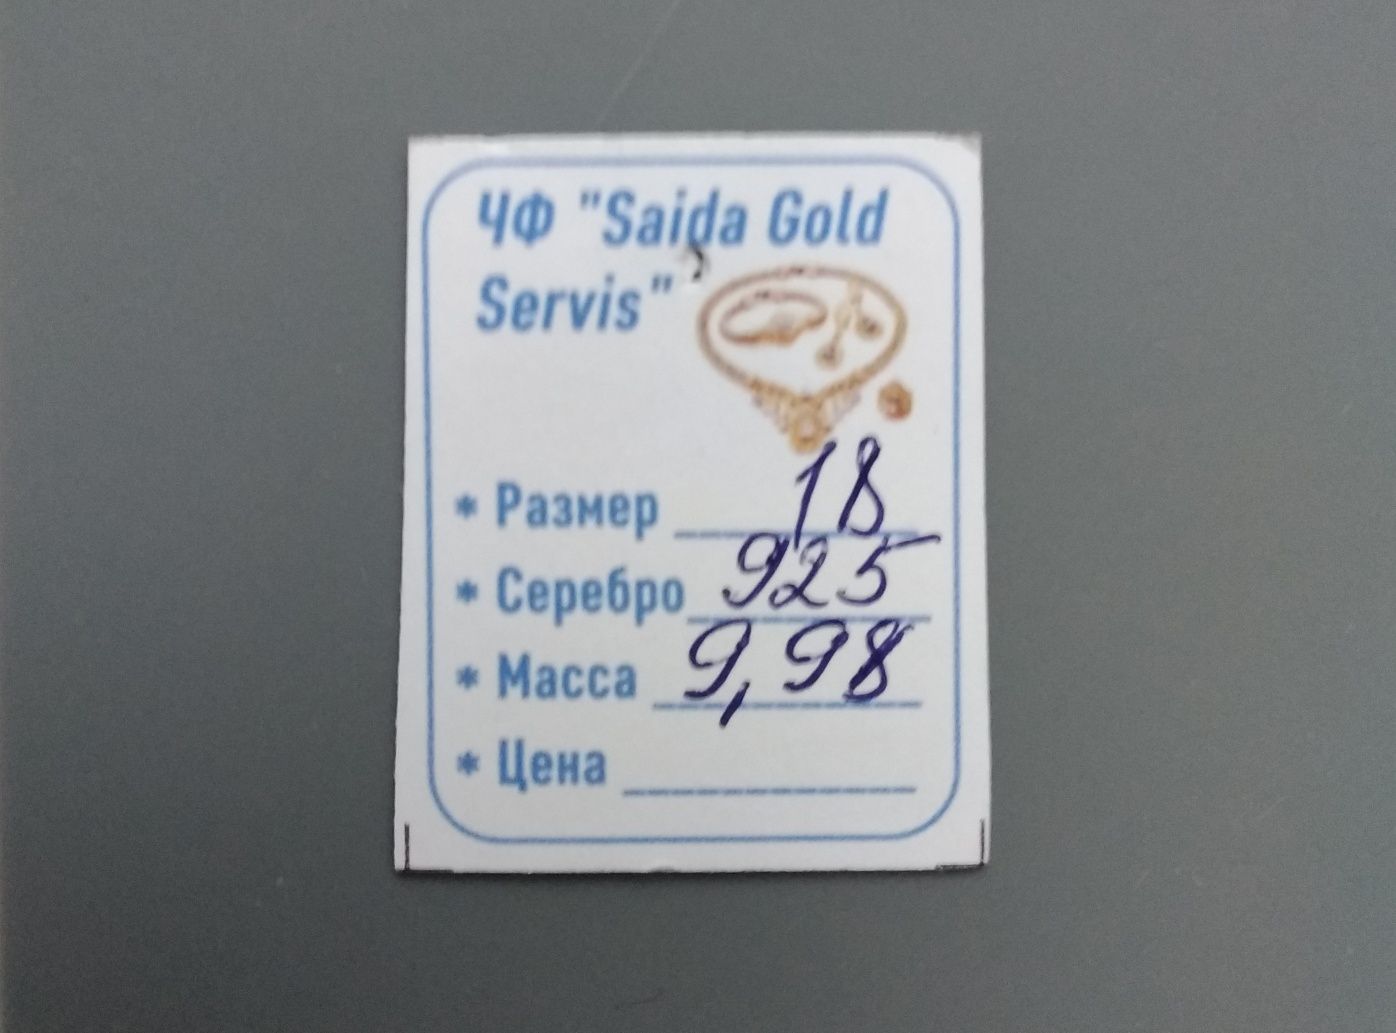 ЧФ "Saida Gold
Servis"
* Размер 18
* Серебро 925
* Масса 9,98
* Цена